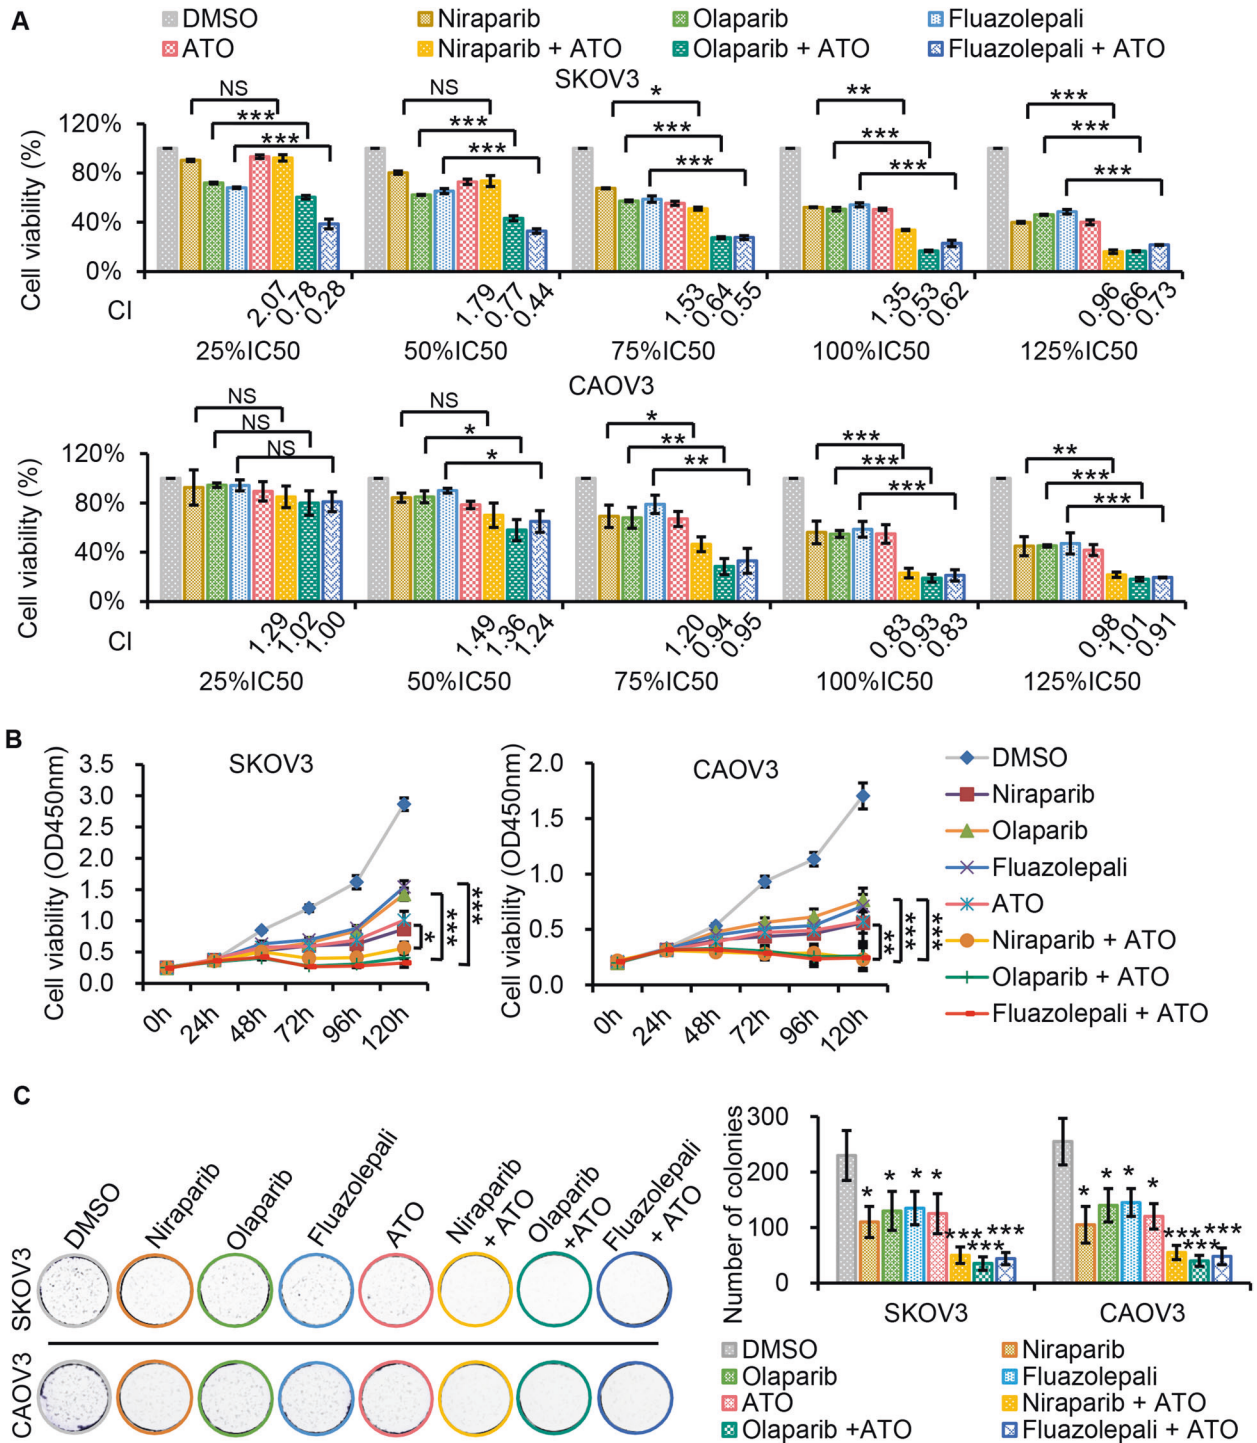 A
DMSO Niraparib Olaparib Fluazolepali
ATO Niraparib + ATO Olaparib + ATO Fluazolepali + ATO
SKOV3
Cell viability (%)
120%
80%
40%
0%
NS *** ***
NS *** ***
* *** ***
** *** ***
*** *** ***
CI
2.07 0.78 0.28 1.79 0.77 0.44 1.53 0.64 0.55 1.35 0.53 0.62 0.96 0.66 0.73
25%IC50 50%IC50 75%IC50 100%IC50 125%IC50
CAOV3
Cell viability (%)
120%
80%
40%
0%
NS NS NS
NS * *
* ** **
*** *** ***
** *** ***
CI
1.29 1.02 1.00 1.49 1.36 1.24 1.20 0.94 0.95 0.83 0.93 0.83 0.98 1.01 0.91
25%IC50 50%IC50 75%IC50 100%IC50 125%IC50
B
SKOV3
Cell viability (OD450nm)
3.5
3.0
2.5
2.0
1.5
1.0
0.5
0.0
* *** ***
0h 24h 48h 72h 96h 120h
CAOV3
Cell viability (OD450nm)
2.0
1.5
1.0
0.5
0.0
** *** ***
0h 24h 48h 72h 96h 120h
DMSO
Niraparib
Olaparib
Fluazolepali
ATO
Niraparib + ATO
Olaparib + ATO
Fluazolepali + ATO
C
DMSO
Niraparib
Olaparib
Fluazolepali
ATO
Niraparib
+ ATO
Olaparib
+ATO
Fluazolepali
+ ATO
SKOV3
CAOV3
Number of colonies
300
200
100
0
* * * * *** *** ***
* * * * *** *** ***
SKOV3 CAOV3
DMSO Niraparib
Olaparib Fluazolepali
ATO Niraparib + ATO
Olaparib +ATO Fluazolepali + ATO